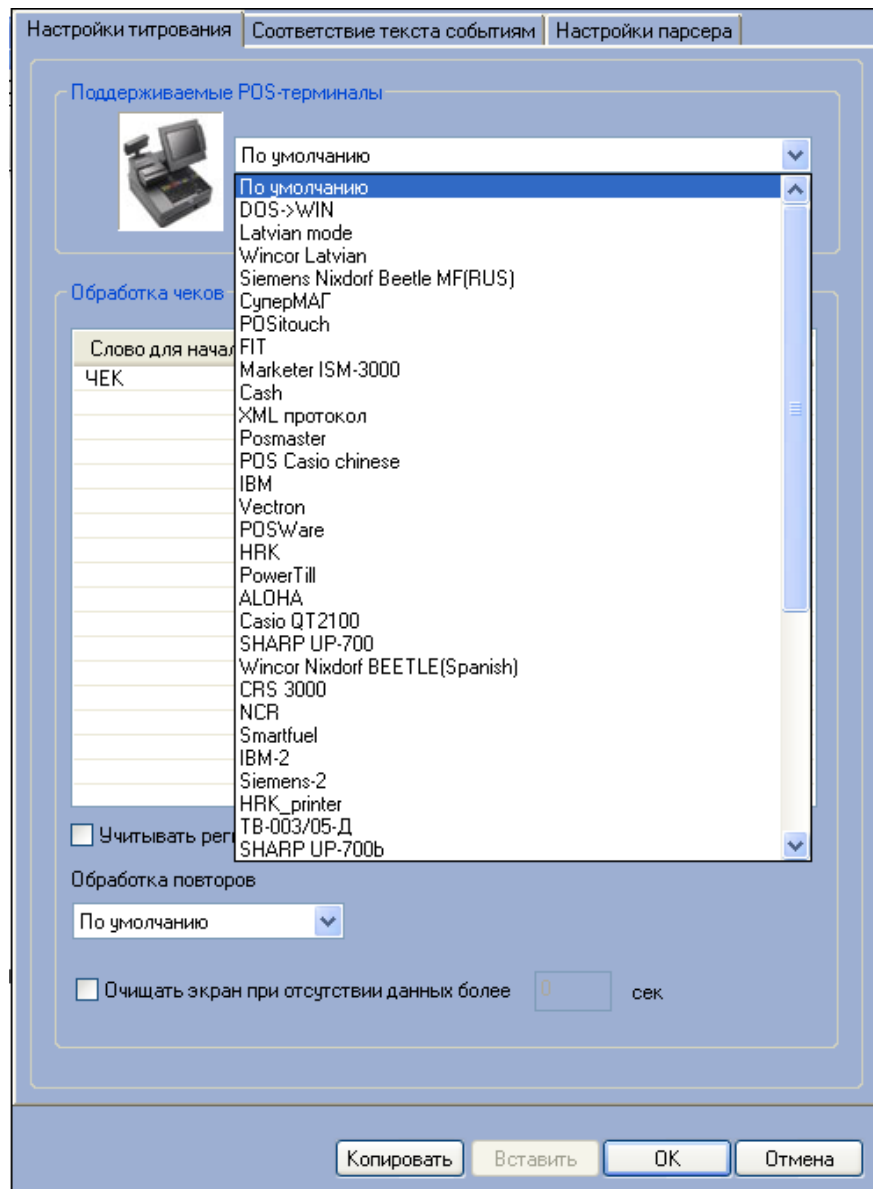 Настройки титрования Соответствие текста событиям Настройки парсера
Поддерживаемые POS-терминалы
По умолчанию
По умолчанию
DOS->WIN
Latvian mode
Wincor Latvian
Siemens Nixdorf Beetle MF(RUS)
Обработка чеков
СуперМАГ
POSitouch
Слово для начал
FIT
Marketer ISM-3000
ЧЕК
Cash
XML протокол
Posmaster
POS Casio chinese
IBM
Vectron
POSWare
HRK
PowerTill
ALOHA
Casio QT2100
SHARP UP-700
Wincor Nixdorf BEETLE(Spanish)
CRS 3000
NCR
Smartfuel
IBM-2
Siemens-2
HRK_printer
ТВ-003/05-Д
Учитывать рег
SHARP UP-700b
Обработка повторов
По умолчанию
Очищать экран при отсутствии данных более 0 сек
Копировать Вставить OK Отмена